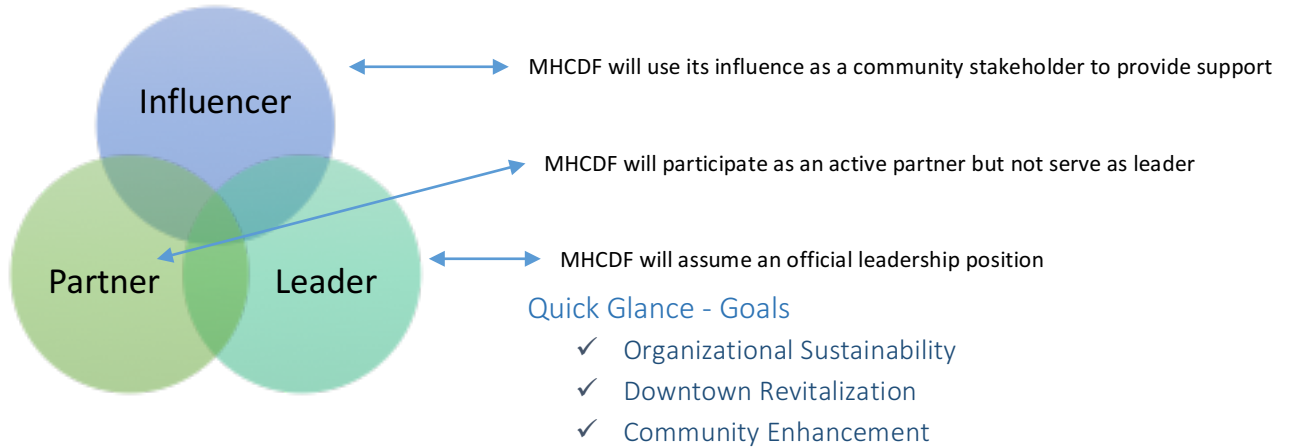 Influencer
MHCDF will use its influence as a community stakeholder to provide support
MHCDF will participate as an active partner but not serve as leader
Partner
Leader
MHCDF will assume an official leadership position
Quick Glance - Goals
✓ Organizational Sustainability
✓ Downtown Revitalization
✓ Community Enhancement